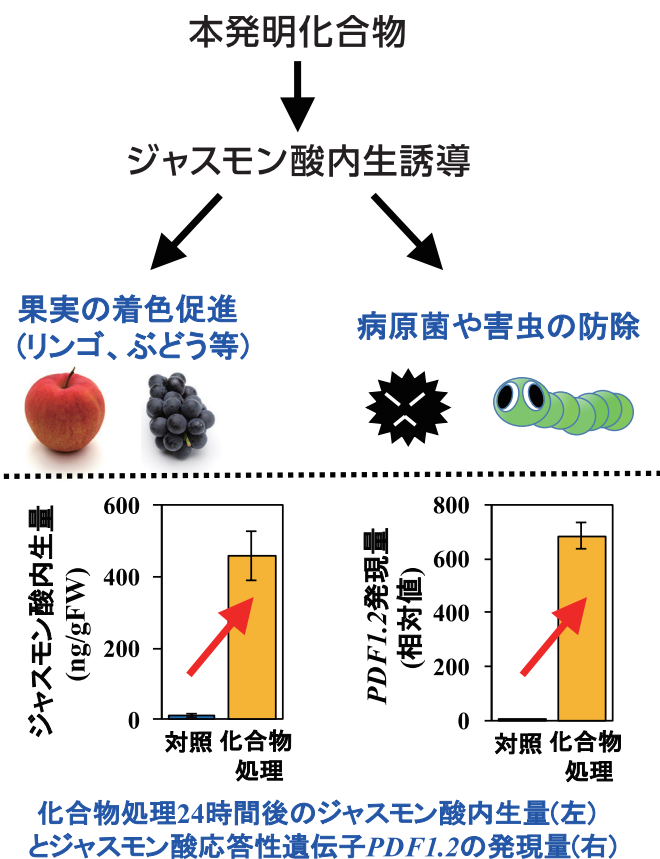 本発明化合物
ジャスモン酸内生誘導
果実の着色促進
(リンゴ、ぶどう等)
病原菌や害虫の防除
ジャスモン酸内生量
(ng/gFW)
600
400
200
0
対照
化合物
処理
PDF1.2発現量
(相対値)
800
600
400
200
0
対照
化合物
処理
化合物処理24時間後のジャスモン酸内生量(左)
とジャスモン酸応答性遺伝子PDF1.2の発現量(右)